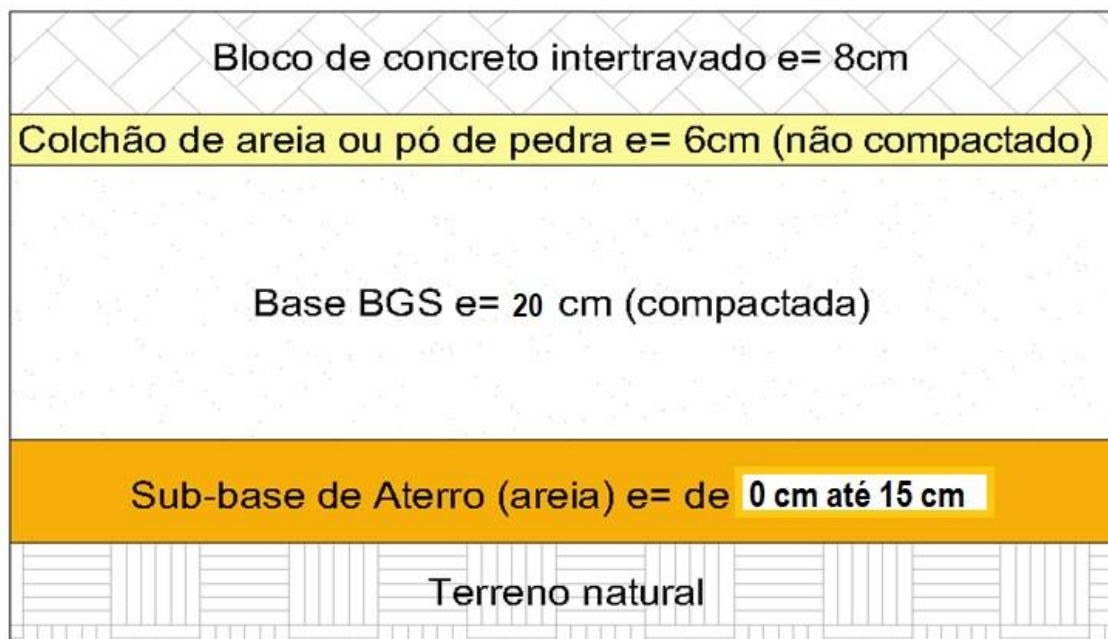 Bloco de concreto intertravado e= 8cm
Colchão de areia ou pó de pedra e= 6cm (não compactado)
Base BGS e= 20 cm (compactada)
Sub-base de Aterro (areia) e= de 0 cm até 15 cm
Terreno natural